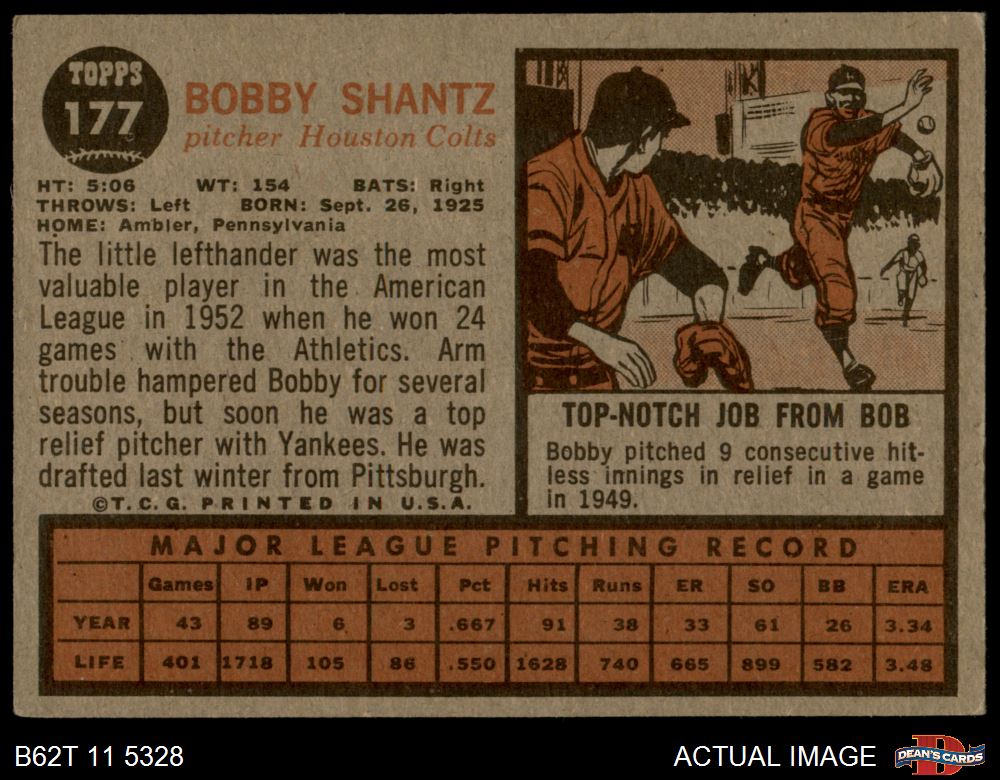 TOPPS
177
BOBBY SHANTZ
pitcher Houston Colts
HT: 5:06 WT: 154 BATS: Right
THROWS: Left BORN: Sept. 26, 1925
HOME: Ambler, Pennsylvania
The little lefthander was the most
valuable player in the American
League in 1952 when he won 24
games with the Athletics. Arm
trouble hampered Bobby for several
seasons, but soon he was a top
relief pitcher with Yankees. He was
drafted last winter from Pittsburgh.
©T.C.G. PRINTED IN U.S.A.
TOP-NOTCH JOB FROM BOB
Bobby pitched 9 consecutive hit-
less innings in relief in a game
in 1949.
MAJOR LEAGUE PITCHING RECORD
Games IP Won Lost Pct Hits Runs ER SO BB ERA
YEAR 43 89 6 3 .667 91 38 33 61 26 3.34
LIFE 401 1718 105 86 .550 1628 740 665 899 582 3.48
B62T 11 5328
ACTUAL IMAGE
DEAN'S CARDS